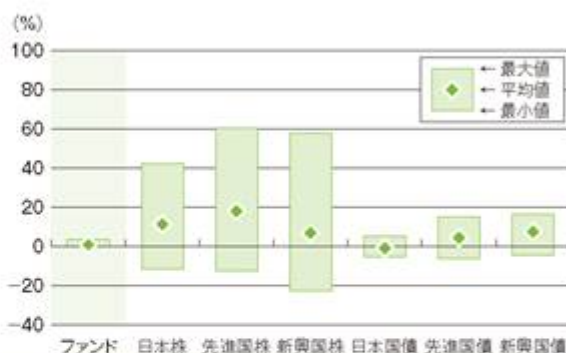 (%)
100
80
60
40
20
0
-20
-40
← 最大値
← 平均値
← 最小値
ファンド 日本株 先進国株 新興国株 日本国債 先進国債 新興国債